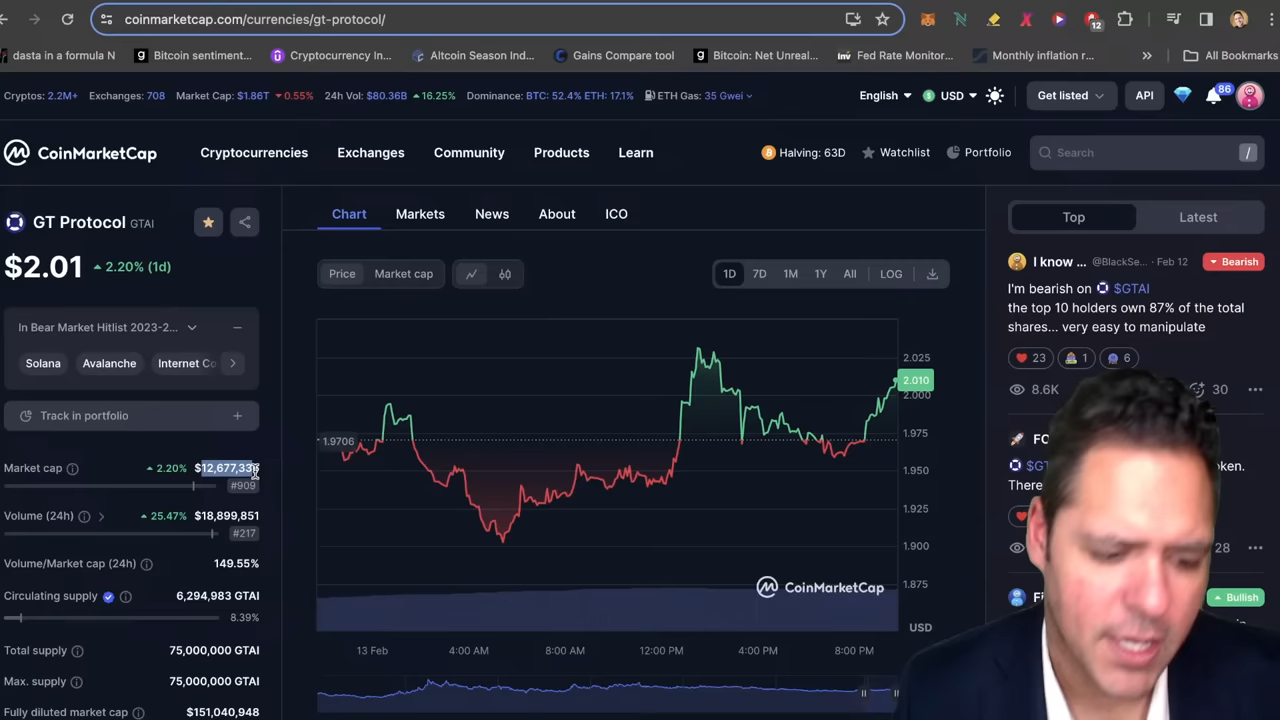 coinmarketcap.com/currencies/gt-protocol/
12
dasta in a formula N
Bitcoin sentiment...
Cryptocurrency In...
Altcoin Season Ind...
Gains Compare tool
Bitcoin: Net Unreal...
Fed Rate Monitor...
Monthly inflation r...
»
All Bookmarks
Cryptos: 2.2M+ Exchanges: 708 Market Cap: $1.86T 0.55% 24h Vol: $80.36B 16.25% Dominance: BTC: 52.4% ETH: 17.1% ETH Gas: 35 Gwei
English USD Get listed API 86
CoinMarketCap
Cryptocurrencies Exchanges Community Products Learn
Halving: 63D Watchlist Portfolio Search /
GT Protocol GTAI
$2.01 2.20% (1d)
In Bear Market Hitlist 2023-2...
Solana Avalanche Internet Co
Track in portfolio +
Market cap 2.20% $12,677,33
#909
Volume (24h) 25.47% $18,899,851
#217
Volume/Market cap (24h) 149.55%
Circulating supply 6,294,983 GTAI
8.39%
Total supply 75,000,000 GTAI
Max. supply 75,000,000 GTAI
Fully diluted market cap $151,040,948
Chart Markets News About ICO
Price Market cap
1D 7D 1M 1Y All LOG
2.025
2.010
2.000
1.9706
1.975
1.950
1.925
1.900
1.875
CoinMarketCap
USD
13 Feb 4:00 AM 8:00 AM 12:00 PM 4:00 PM 8:00 PM
Top Latest
I know ... @BlackSe... · Feb 12 Bearish
I'm bearish on $GTAI
the top 10 holders own 87% of the total
shares... very easy to manipulate
23 1 6
8.6K 30
FO
$GT oken.
There
28
Fi Bullish